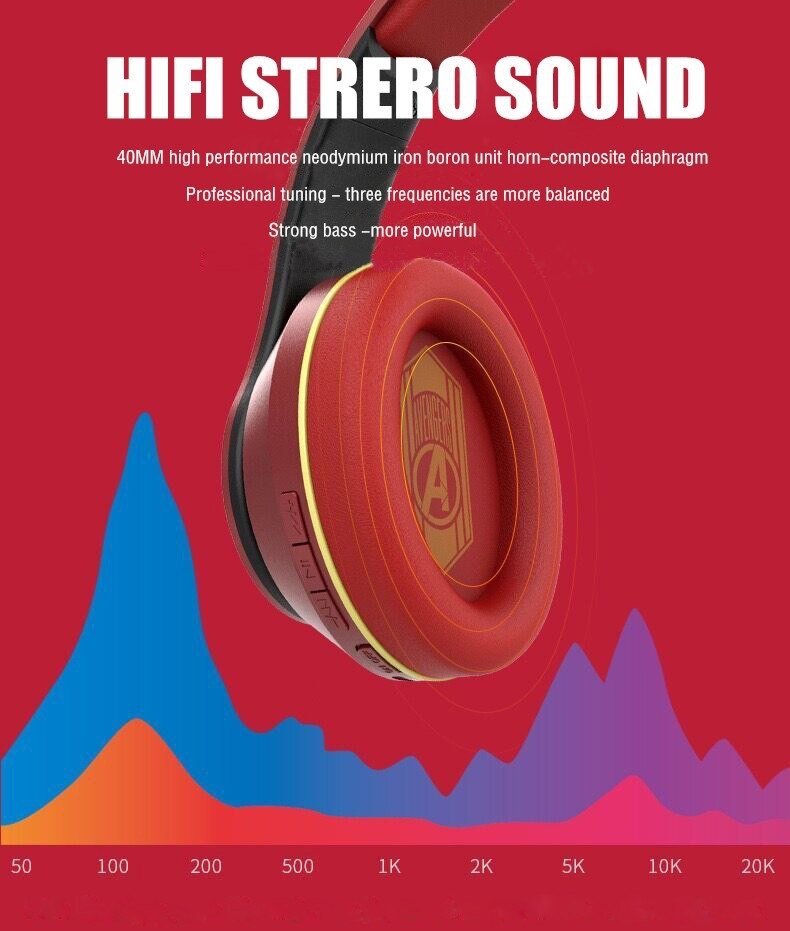 HIFI STRERO SOUND
40MM high performance neodymium iron boron unit horn–composite diaphragm
Professional tuning – three frequencies are more balanced
Strong bass –more powerful
AVENGERS
A
50 100 200 500 1K 2K 5K 10K 20K